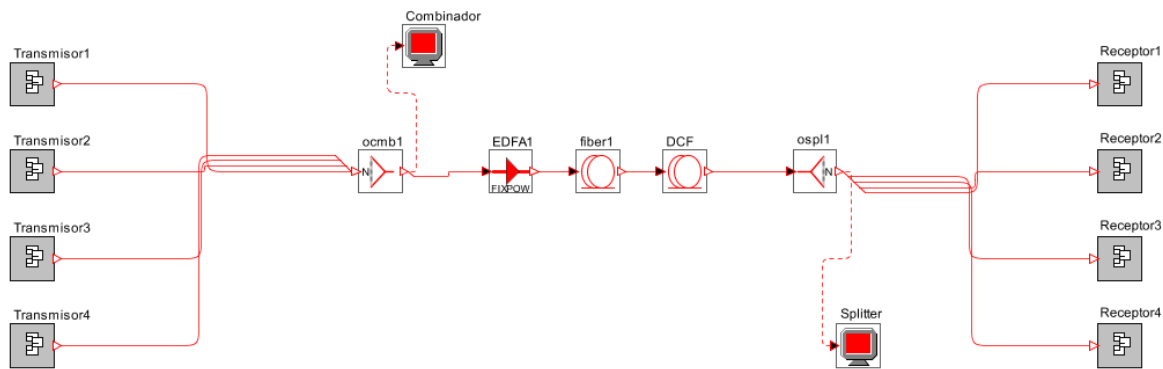 Combinador
Transmisor1
Receptor1
Transmisor2
ocmb1
EDFA1
fiber1
DCF
ospl1
Receptor2
N
FIXPOW
N
Transmisor3
Receptor3
Transmisor4
Splitter
Receptor4